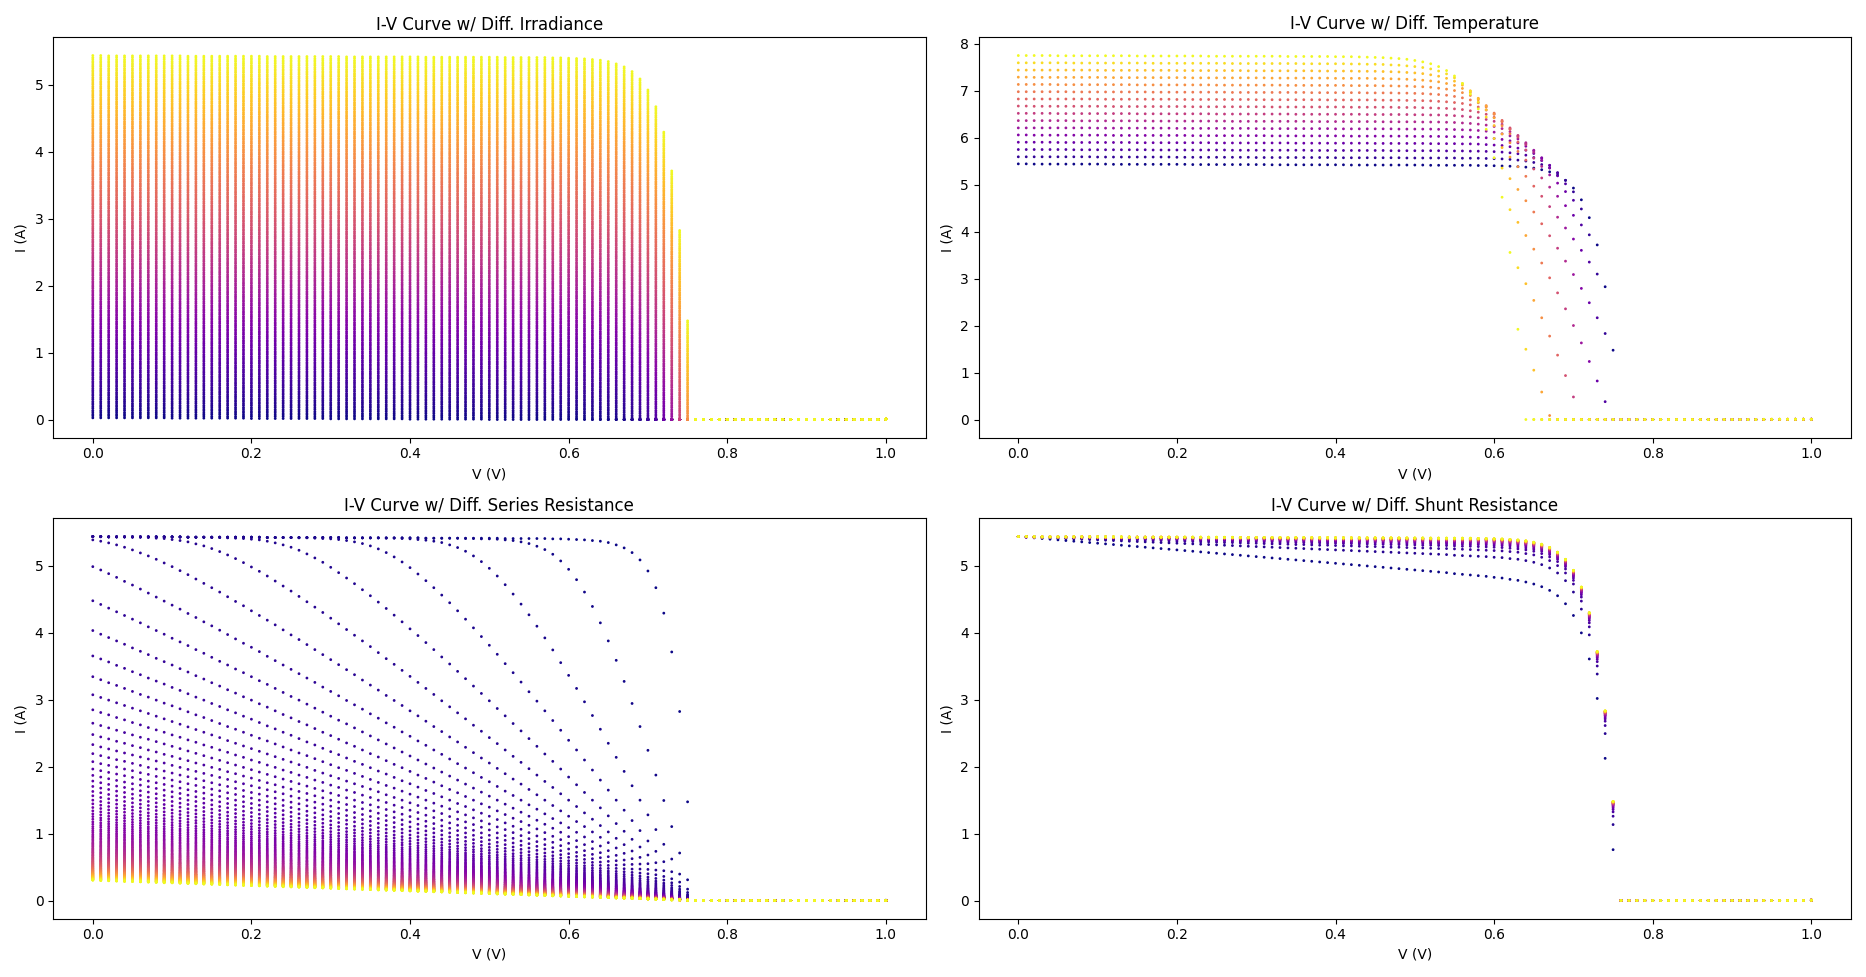 I-V Curve w/ Diff. Irradiance
I (A)
5
4
3
2
1
0
0.0 0.2 0.4 0.6 0.8 1.0
V (V)
I-V Curve w/ Diff. Temperature
I (A)
8
7
6
5
4
3
2
1
0
0.0 0.2 0.4 0.6 0.8 1.0
V (V)
I-V Curve w/ Diff. Series Resistance
I (A)
5
4
3
2
1
0
0.0 0.2 0.4 0.6 0.8 1.0
V (V)
I-V Curve w/ Diff. Shunt Resistance
I (A)
5
4
3
2
1
0
0.0 0.2 0.4 0.6 0.8 1.0
V (V)